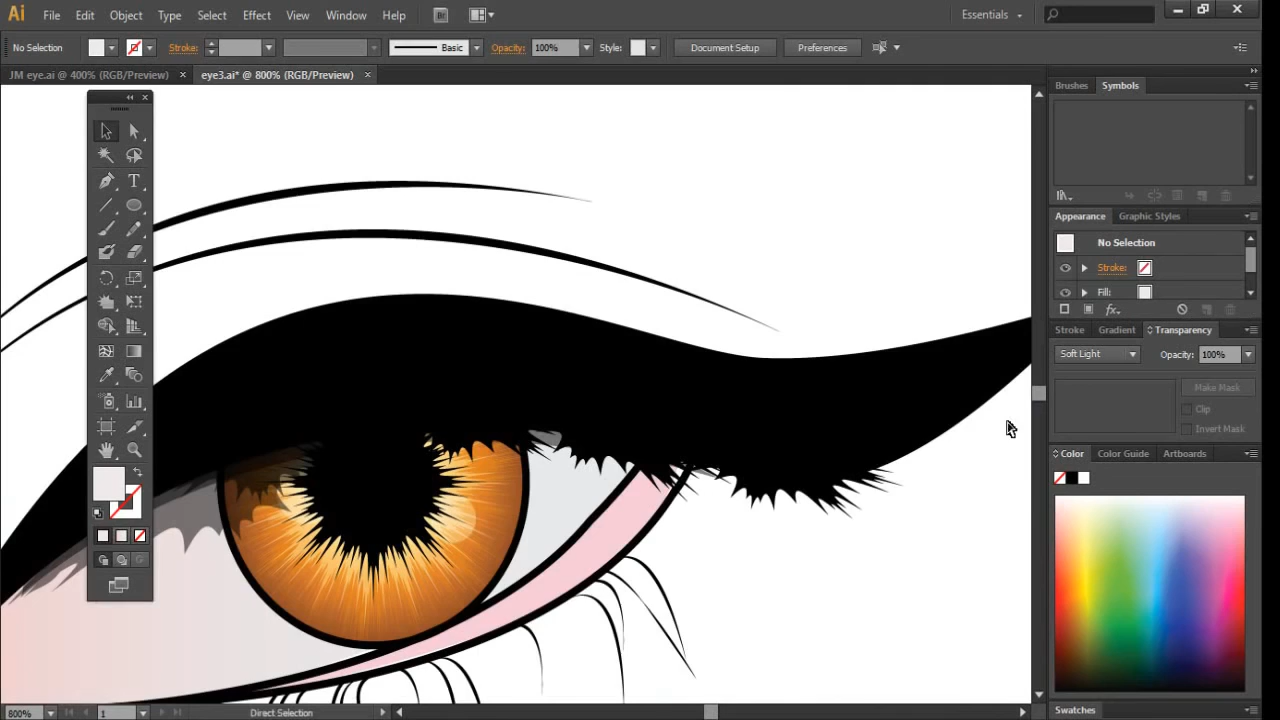 Ai File Edit Object Type Select Effect View Window Help Br Essentials
No Selection Stroke: Basic Opacity: 100% Style: Document Setup Preferences
JM eye.ai @ 400% (RGB/Preview) × eye3.ai* @ 800% (RGB/Preview) ×
Brushes Symbols
Appearance Graphic Styles
No Selection
Stroke:
Fill:
fx
Stroke Gradient Transparency
Soft Light Opacity: 100%
Make Mask
Clip
Invert Mask
Color Color Guide Artboards
Swatches
T
800% 1 Direct Selection